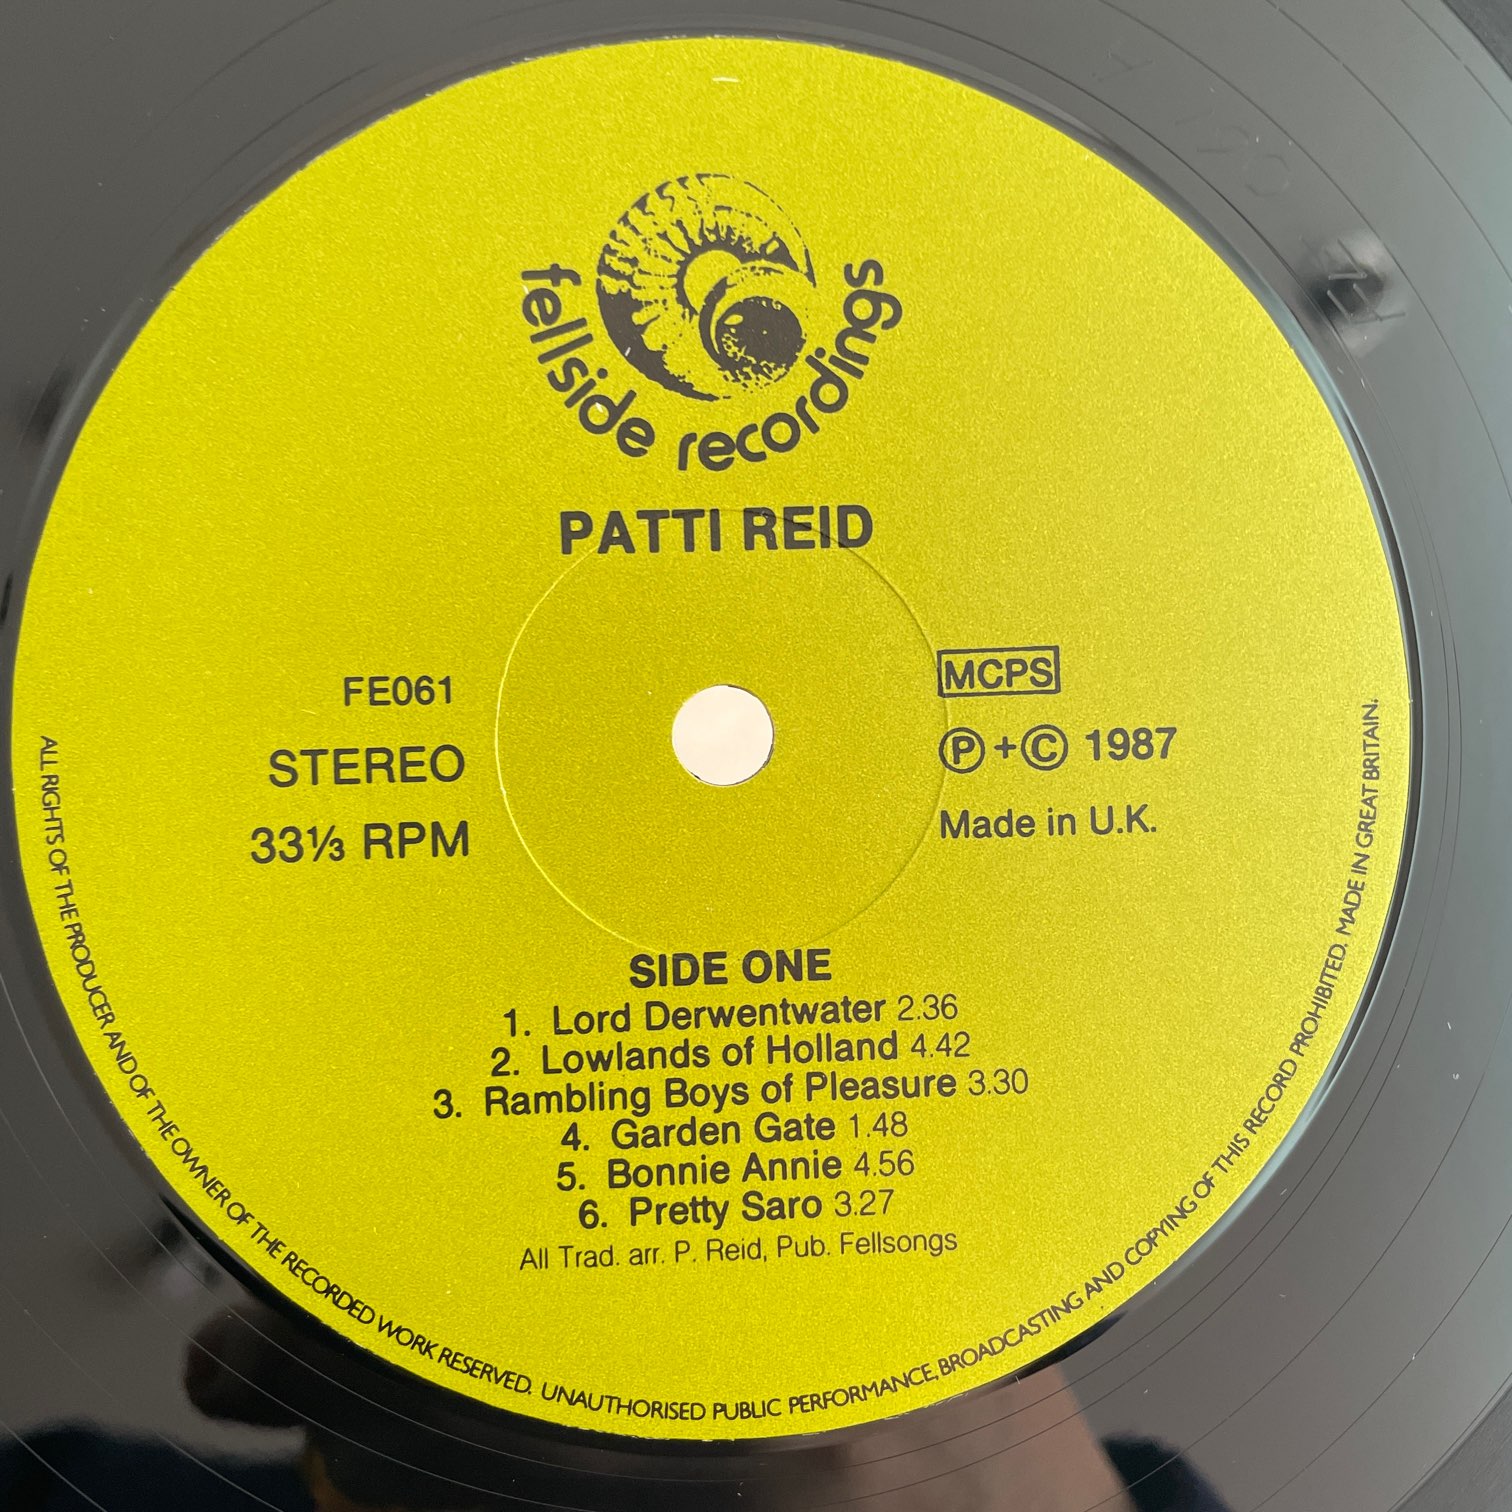 fellside recordings
PATTI REID
FE061
STEREO
33⅓ RPM
MCPS
Ⓟ+Ⓒ 1987
Made in U.K.
SIDE ONE
1. Lord Derwentwater 2.36
2. Lowlands of Holland 4.42
3. Rambling Boys of Pleasure 3.30
4. Garden Gate 1.48
5. Bonnie Annie 4.56
6. Pretty Saro 3.27
All Trad. arr. P. Reid, Pub. Fellsongs
ALL RIGHTS OF THE PRODUCER AND OF THE OWNER OF THE RECORDED WORK RESERVED. UNAUTHORISED PUBLIC PERFORMANCE, BROADCASTING AND COPYING OF THIS RECORD PROHIBITED. MADE IN GREAT BRITAIN.